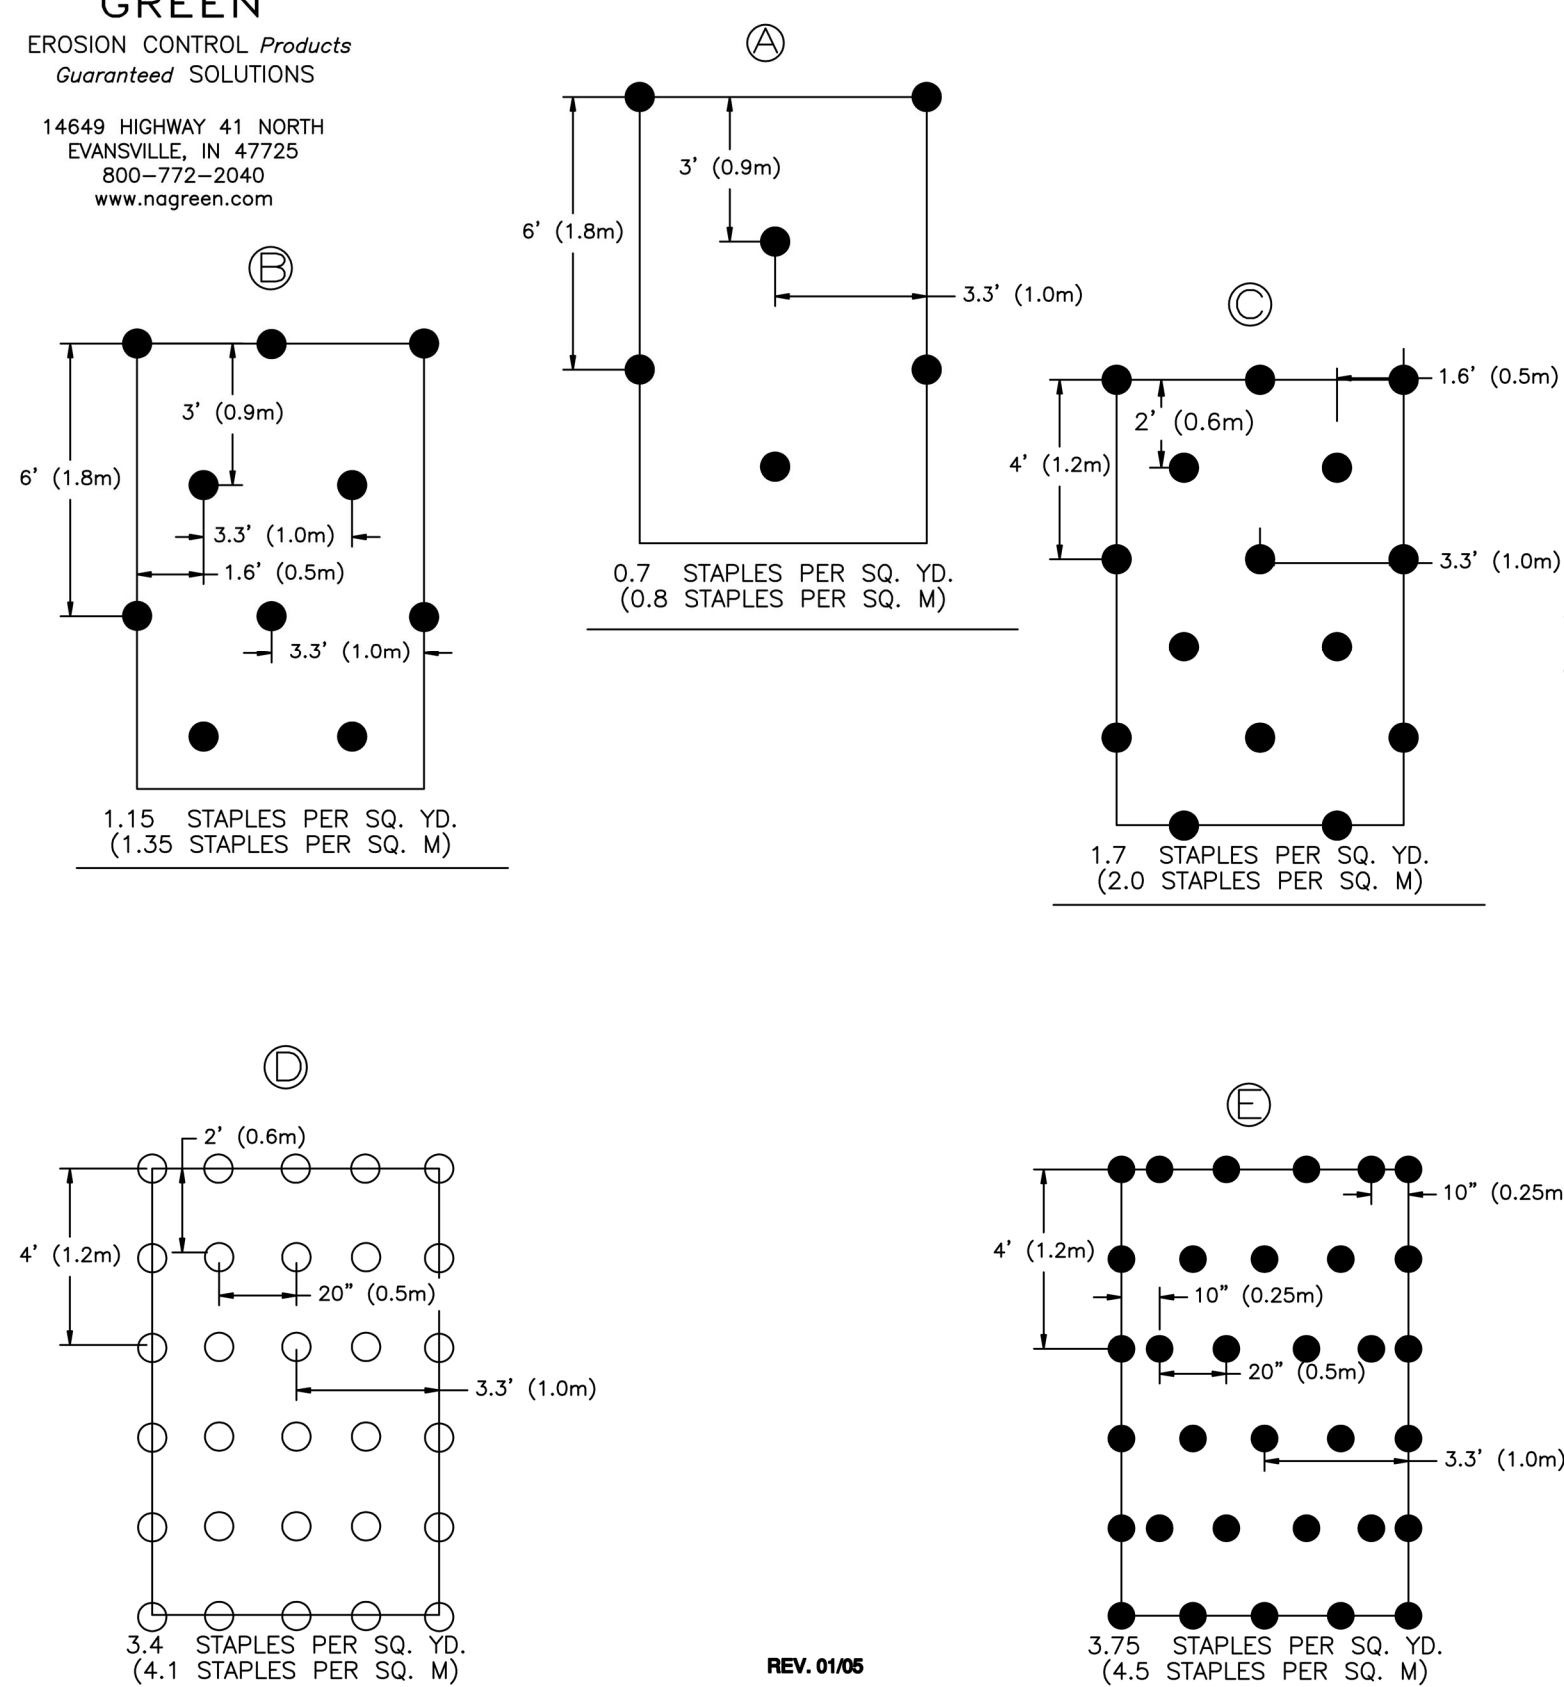 GREEN
EROSION CONTROL Products
Guaranteed SOLUTIONS
14649 HIGHWAY 41 NORTH
EVANSVILLE, IN 47725
800-772-2040
www.nagreen.com
A
3' (0.9m)
6' (1.8m)
3.3' (1.0m)
0.7 STAPLES PER SQ. YD.
(0.8 STAPLES PER SQ. M)
B
3' (0.9m)
6' (1.8m)
3.3' (1.0m)
1.6' (0.5m)
3.3' (1.0m)
1.15 STAPLES PER SQ. YD.
(1.35 STAPLES PER SQ. M)
C
1.6' (0.5m)
2' (0.6m)
4' (1.2m)
3.3' (1.0m)
1.7 STAPLES PER SQ. YD.
(2.0 STAPLES PER SQ. M)
D
2' (0.6m)
4' (1.2m)
20" (0.5m)
3.3' (1.0m)
3.4 STAPLES PER SQ. YD.
(4.1 STAPLES PER SQ. M)
E
10" (0.25m
4' (1.2m)
10" (0.25m)
20" (0.5m)
3.3' (1.0m)
3.75 STAPLES PER SQ. YD.
(4.5 STAPLES PER SQ. M)
REV. 01/05